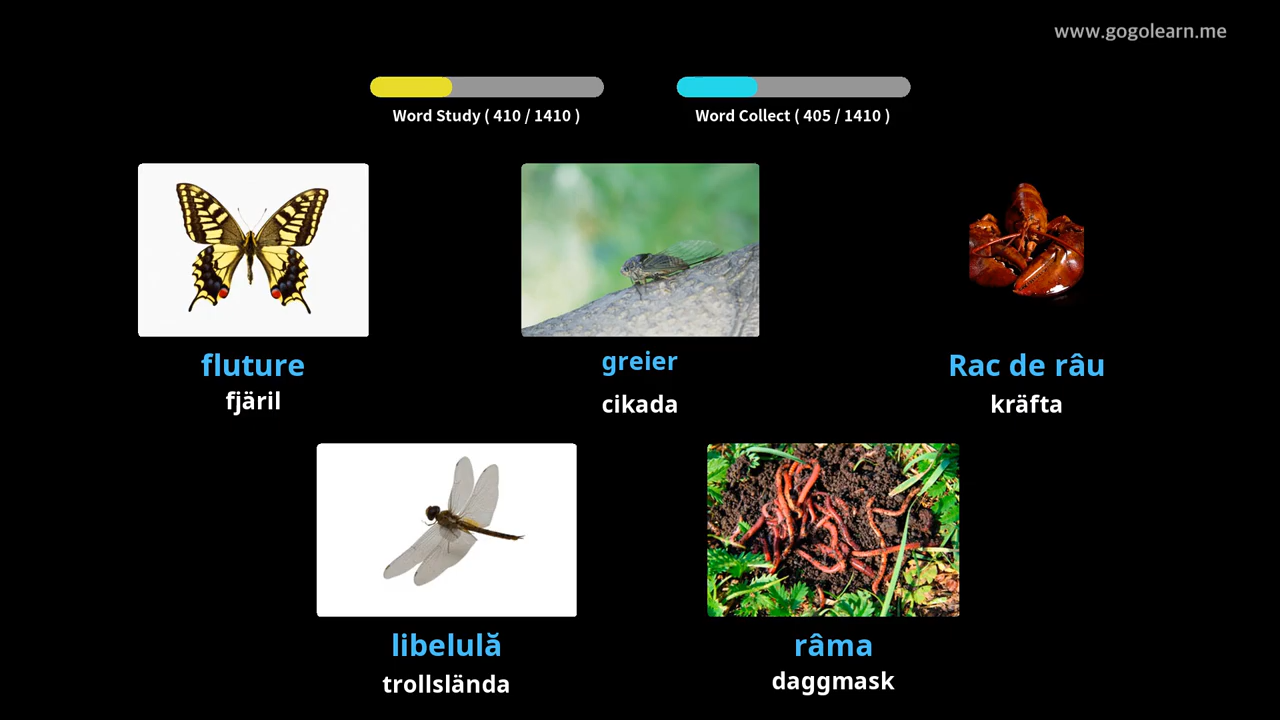 www.gogolearn.me
Word Study ( 410 / 1410 )
Word Collect ( 405 / 1410 )
fluture
fjäril
greier
cikada
Rac de râu
kräfta
libelulă
trollslända
râma
daggmask